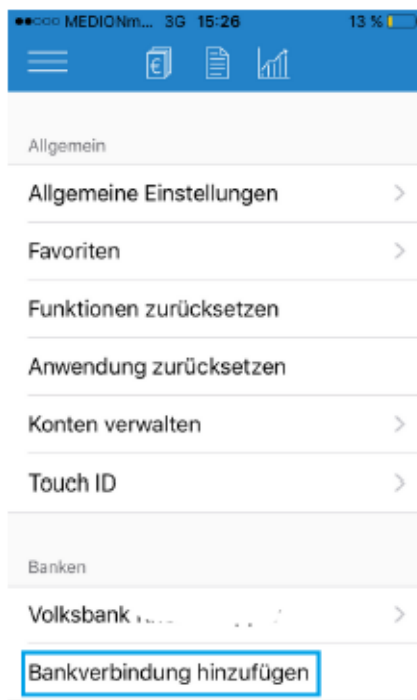 MEDIONm... 3G 15:26 13 %
€
Allgemein
Allgemeine Einstellungen
Favoriten
Funktionen zurücksetzen
Anwendung zurücksetzen
Konten verwalten
Touch ID
Banken
Volksbank
Bankverbindung hinzufügen